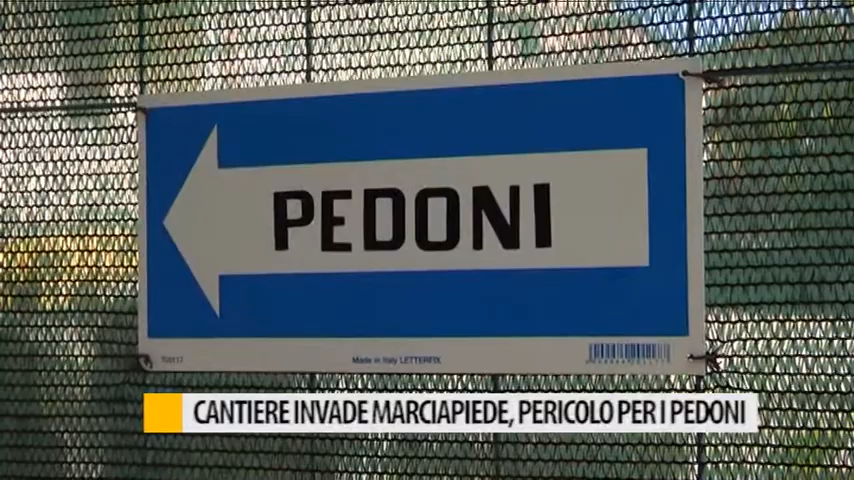 PEDONI
Made in Italy LETTERFIX
CANTIERE INVADE MARCIAPIEDE, PERICOLO PER I PEDONI